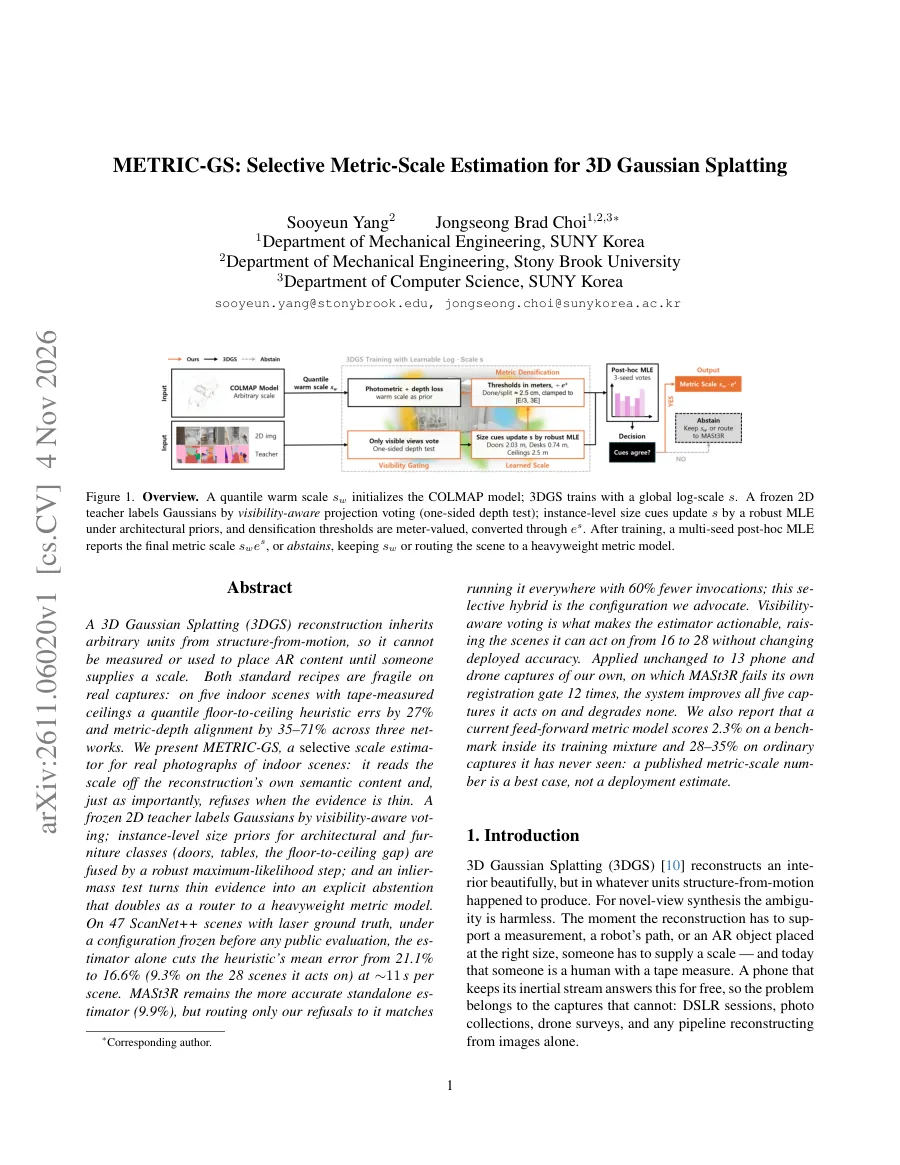 METRIC-GS: Selective Metric-Scale Estimation for 3D Gaussian Splatting
Sooyeun Yang2 Jongseong Brad Choi1,2,3∗
1Department of Mechanical Engineering, SUNY Korea
2Department of Mechanical Engineering, Stony Brook University
3Department of Computer Science, SUNY Korea
sooyeun.yang@stonybrook.edu, jongseong.choi@sunykorea.ac.kr
arXiv:2611.06020v1 [cs.CV] 4 Nov 2026
Ours 3DGS Abstain
3DGS Training with Learnable Log - Scale s
Input
COLMAP Model
Arbitrary scale
Quantile
warm scale sw
Photometric + depth loss
warm scale as prior
Metric Densification
Thresholds in meters, ÷ e^s
Done/split ≈ 2.5 cm, clamped to
[E/3, 3E]
Post-hoc MLE
3-seed votes
Output
Metric Scale sw · e^s
YES
Input
2D img
Teacher
Only visible views vote
One-sided depth test
Visibility Gating
Size cues update s by robust MLE
Doors 2.03 m, Desks 0.74 m,
Ceilings 2.5 m
Learned Scale
Decision
Cues agree?
Abstain
Keep sw or route
to MASt3R
NO
Figure 1. Overview. A quantile warm scale sw initializes the COLMAP model; 3DGS trains with a global log-scale s. A frozen 2D
teacher labels Gaussians by visibility-aware projection voting (one-sided depth test); instance-level size cues update s by a robust MLE
under architectural priors, and densification thresholds are meter-valued, converted through e^s. After training, a multi-seed post-hoc MLE
reports the final metric scale sw e^s, or abstains, keeping sw or routing the scene to a heavyweight metric model.
Abstract
A 3D Gaussian Splatting (3DGS) reconstruction inherits
arbitrary units from structure-from-motion, so it cannot
be measured or used to place AR content until someone
supplies a scale. Both standard recipes are fragile on
real captures: on five indoor scenes with tape-measured
ceilings a quantile floor-to-ceiling heuristic errs by 27%
and metric-depth alignment by 35–71% across three net-
works. We present METRIC-GS, a selective scale estima-
tor for real photographs of indoor scenes: it reads the
scale off the reconstruction's own semantic content and,
just as importantly, refuses when the evidence is thin. A
frozen 2D teacher labels Gaussians by visibility-aware vot-
ing; instance-level size priors for architectural and fur-
niture classes (doors, tables, the floor-to-ceiling gap) are
fused by a robust maximum-likelihood step; and an inlier-
mass test turns thin evidence into an explicit abstention
that doubles as a router to a heavyweight metric model.
On 47 ScanNet++ scenes with laser ground truth, under
a configuration frozen before any public evaluation, the es-
timator alone cuts the heuristic's mean error from 21.1%
to 16.6% (9.3% on the 28 scenes it acts on) at ∼11 s per
scene. MASt3R remains the more accurate standalone es-
timator (9.9%), but routing only our refusals to it matches
∗Corresponding author.
running it everywhere with 60% fewer invocations; this se-
lective hybrid is the configuration we advocate. Visibility-
aware voting is what makes the estimator actionable, rais-
ing the scenes it can act on from 16 to 28 without changing
deployed accuracy. Applied unchanged to 13 phone and
drone captures of our own, on which MASt3R fails its own
registration gate 12 times, the system improves all five cap-
tures it acts on and degrades none. We also report that a
current feed-forward metric model scores 2.3% on a bench-
mark inside its training mixture and 28–35% on ordinary
captures it has never seen: a published metric-scale num-
ber is a best case, not a deployment estimate.
1. Introduction
3D Gaussian Splatting (3DGS) [10] reconstructs an inte-
rior beautifully, but in whatever units structure-from-motion
happened to produce. For novel-view synthesis the ambigu-
ity is harmless. The moment the reconstruction has to sup-
port a measurement, a robot's path, or an AR object placed
at the right size, someone has to supply a scale — and today
that someone is a human with a tape measure. A phone that
keeps its inertial stream answers this for free, so the problem
belongs to the captures that cannot: DSLR sessions, photo
collections, drone surveys, and any pipeline reconstructing
from images alone.
1